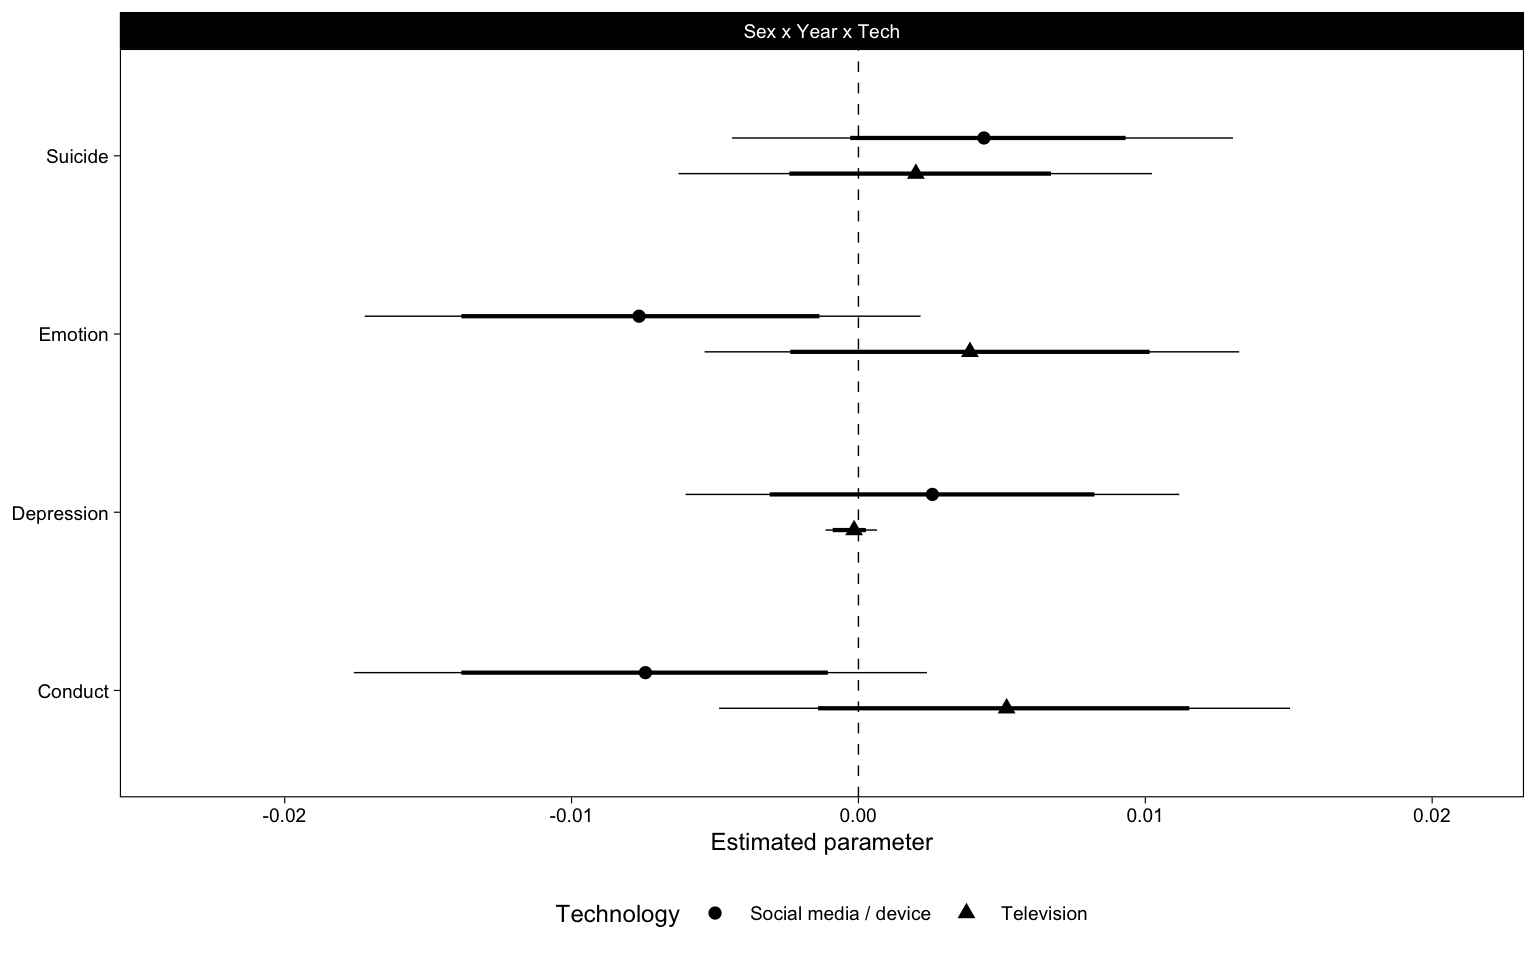 Sex x Year x Tech
Suicide
Emotion
Depression
Conduct
-0.02 -0.01 0.00 0.01 0.02
Estimated parameter
Technology Social media / device Television